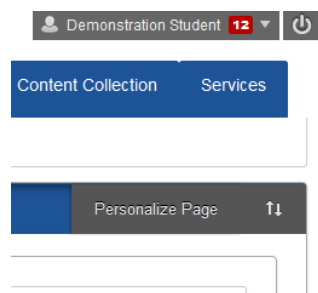 Demonstration Student 12
Content Collection Services
Personalize Page